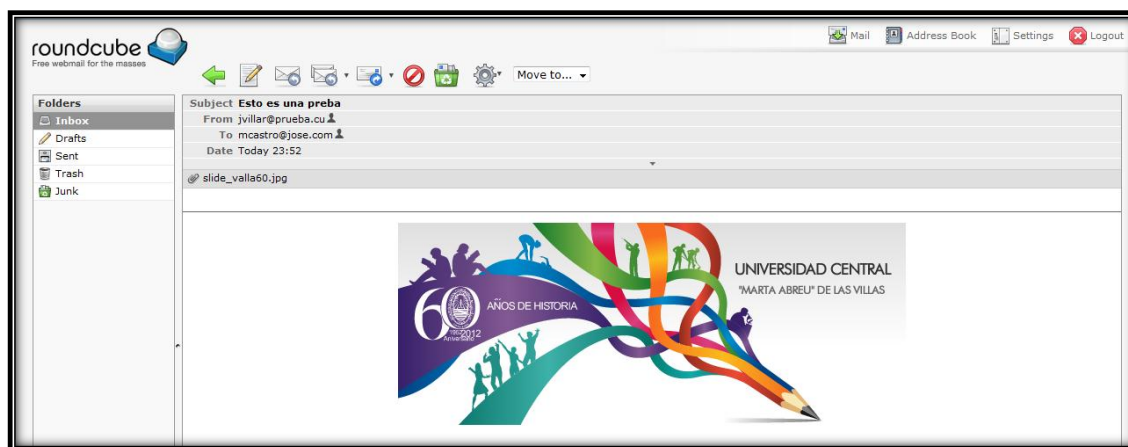 roundcube
Free webmail for the masses
Mail Address Book Settings Logout
Move to...
Folders
Inbox
Drafts
Sent
Trash
Junk
Subject Esto es una preba
From jvillar@prueba.cu
To mcastro@jose.com
Date Today 23:52
slide_valla60.jpg
60 AÑOS DE HISTORIA
2012
Aniversario
UNIVERSIDAD CENTRAL
"MARTA ABREU" DE LAS VILLAS